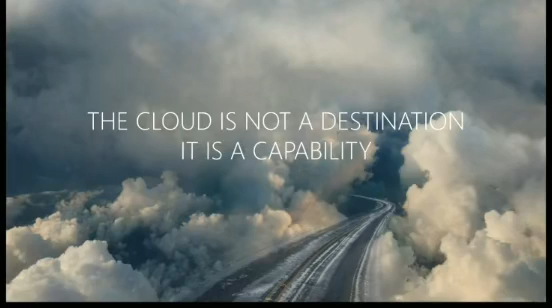 THE CLOUD IS NOT A DESTINATION
IT IS A CAPABILITY